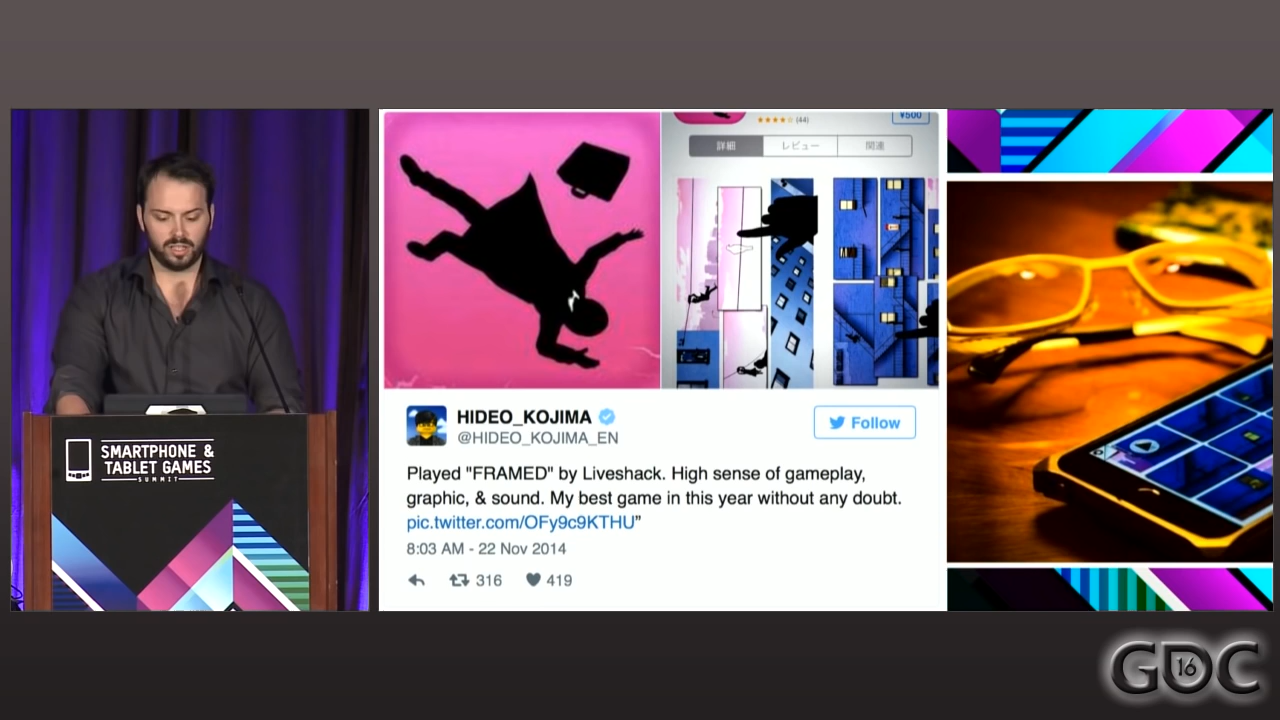 SMARTPHONE &
TABLET GAMES
SUMMIT
(44)
¥500
詳細
レビュー
関連
HIDEO_KOJIMA
@HIDEO_KOJIMA_EN
Follow
Played "FRAMED" by Liveshack. High sense of gameplay,
graphic, & sound. My best game in this year without any doubt.
pic.twitter.com/OFy9c9KTHU”
8:03 AM - 22 Nov 2014
316
419
GDC
16